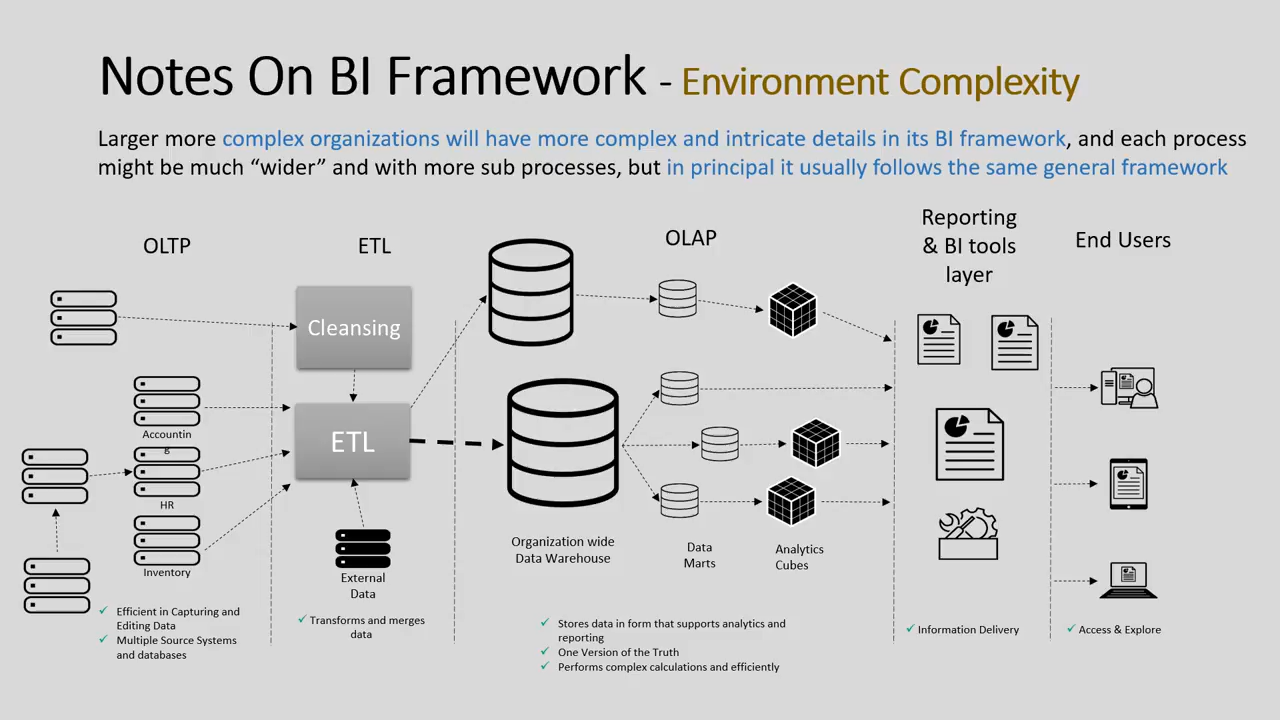 Notes On BI Framework - Environment Complexity
Larger more complex organizations will have more complex and intricate details in its BI framework, and each process
might be much “wider” and with more sub processes, but in principal it usually follows the same general framework
OLTP
ETL
OLAP
Reporting
& BI tools
layer
End Users
Cleansing
ETL
Accountin
g
HR
Inventory
External
Data
Organization wide
Data Warehouse
Data
Marts
Analytics
Cubes
✓ Efficient in Capturing and
Editing Data
✓ Multiple Source Systems
and databases
✓ Transforms and merges
data
✓ Stores data in form that supports analytics and
reporting
✓ One Version of the Truth
✓ Performs complex calculations and efficiently
✓ Information Delivery
✓ Access & Explore